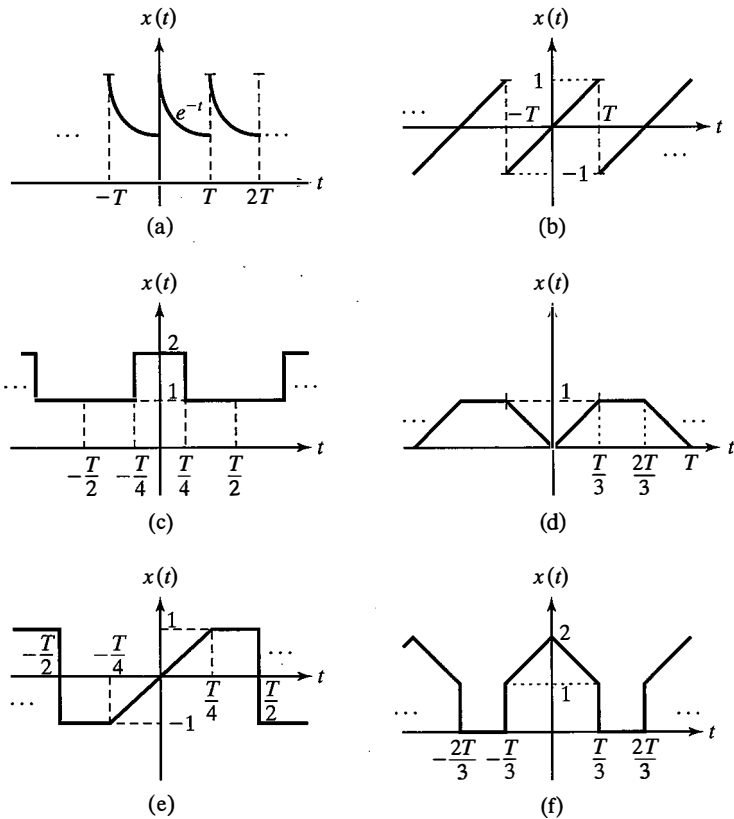 x(t)
e^{-t}
... ...
-T T 2T t
(a)
x(t)
1
... -T T t
-1 ...
(b)
x(t)
2
... 1 ...
t
-T/2 -T/4 T/4 T/2
(c)
x(t)
1
... ...
T/3 2T/3 T t
(d)
x(t)
1
-T/2 -T/4 ...
t
... T/4 T/2
-1
(e)
x(t)
2
1
... ...
t
-2T/3 -T/3 T/3 2T/3
(f)